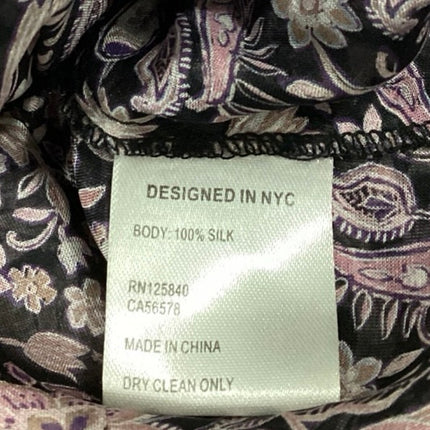 DESIGNED IN NYC
BODY: 100% SILK
RN125840
CA56578
MADE IN CHINA
DRY CLEAN ONLY